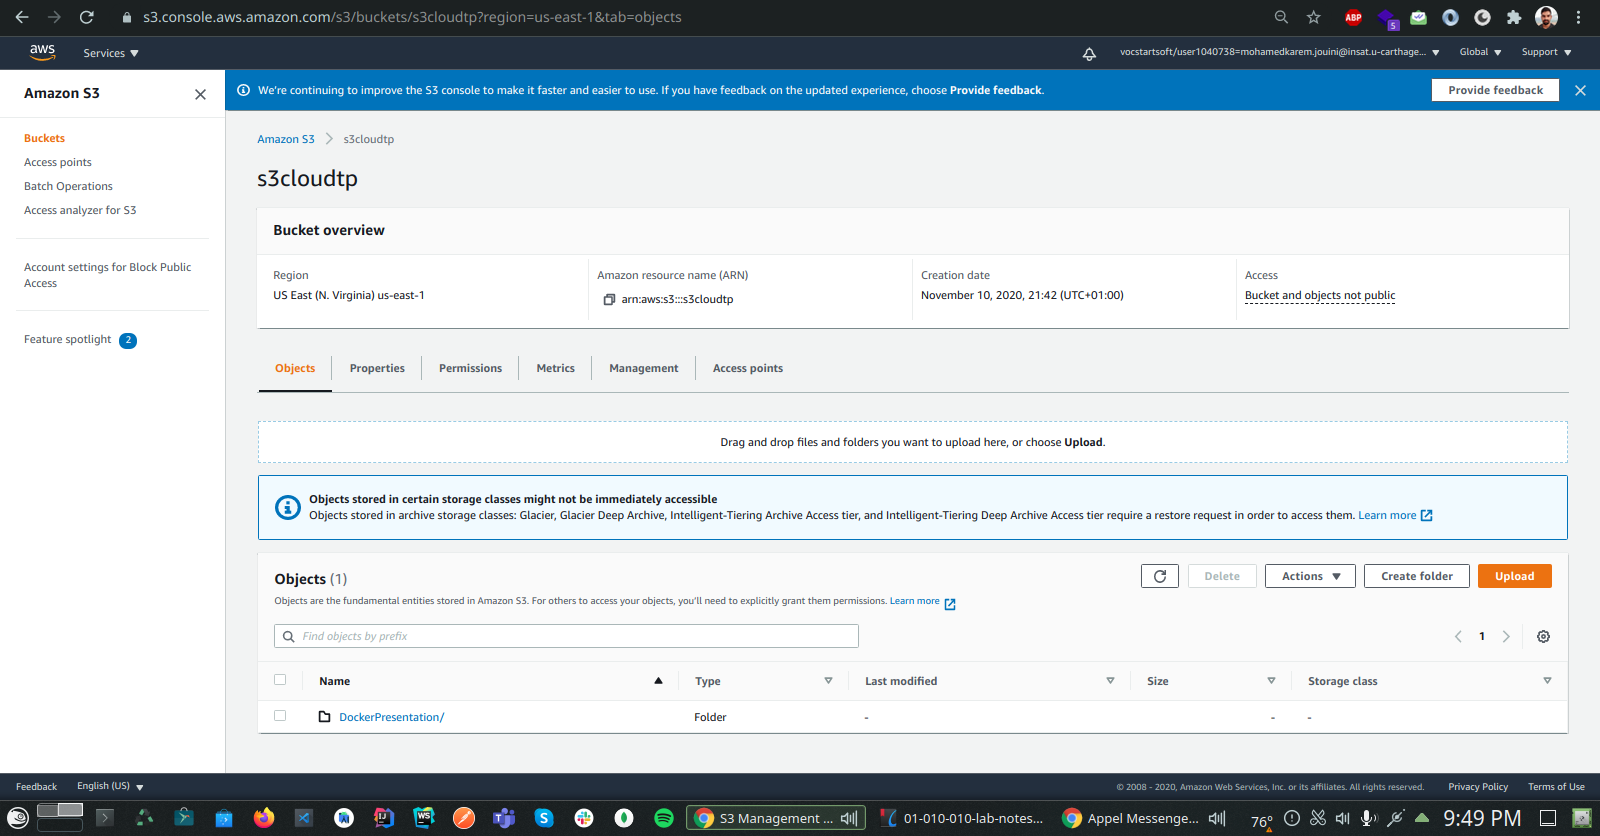 s3.console.aws.amazon.com/s3/buckets/s3cloudtp?region=us-east-1&tab=objects
ABP
5
aws
Services
vocstartsoft/user1040738=mohamedkarem.jouini@insat.u-carthage...
Global
Support
Amazon S3
We're continuing to improve the S3 console to make it faster and easier to use. If you have feedback on the updated experience, choose Provide feedback.
Provide feedback
Buckets
Access points
Batch Operations
Access analyzer for S3
Account settings for Block Public
Access
Feature spotlight 2
Amazon S3 > s3cloudtp
s3cloudtp
Bucket overview
Region
US East (N. Virginia) us-east-1
Amazon resource name (ARN)
arn:aws:s3:::s3cloudtp
Creation date
November 10, 2020, 21:42 (UTC+01:00)
Access
Bucket and objects not public
Objects
Properties
Permissions
Metrics
Management
Access points
Drag and drop files and folders you want to upload here, or choose Upload.
Objects stored in certain storage classes might not be immediately accessible
Objects stored in archive storage classes: Glacier, Glacier Deep Archive, Intelligent-Tiering Archive Access tier, and Intelligent-Tiering Deep Archive Access tier require a restore request in order to access them. Learn more
Objects (1)
Delete
Actions
Create folder
Upload
Objects are the fundamental entities stored in Amazon S3. For others to access your objects, you'll need to explicitly grant them permissions. Learn more
Find objects by prefix
1
Name
Type
Last modified
Size
Storage class
DocketPresentation/
Folder
-
-
-
Feedback
English (US)
© 2008 - 2020, Amazon Web Services, Inc. or its affiliates. All rights reserved.
Privacy Policy
Terms of Use
IJ
WS
S3 Management ...
01-010-010-lab-notes...
Appel Messenge...
76°
9:49 PM